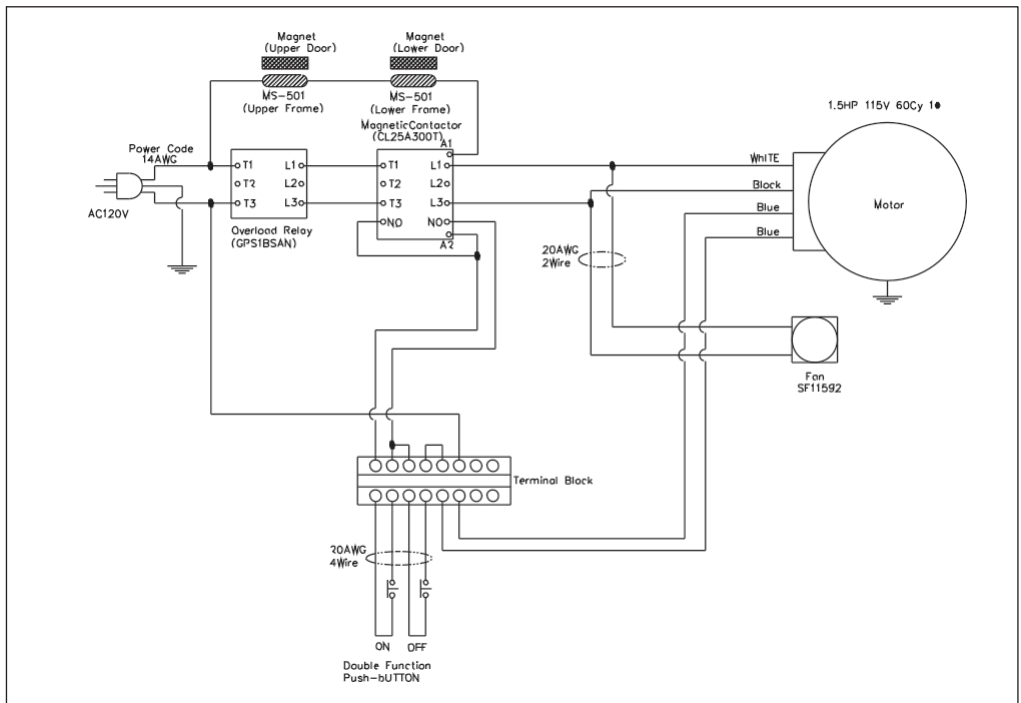 Magnet
(Upper Door)
Magnet
(Lower Door)
MS-501
(Upper Frame)
MS-501
(Lower Frame)
MagneticContactor
(CL25A300T)
A1
1.5HP 115V 60Cy 1ⱷ
Power Code
14AWG
T1 L1
T2 L2
T3 L3
T1 L1
T2 L2
T3 L3
NO NO
A2
AC120V
Overload Relay
(GPS1BSAN)
WhITE
Block
Blue
Blue
Motor
20AWG
2Wire
Fan
SF11592
Terminal Block
20AWG
4Wire
ON OFF
Double Function
Push-bUTTON